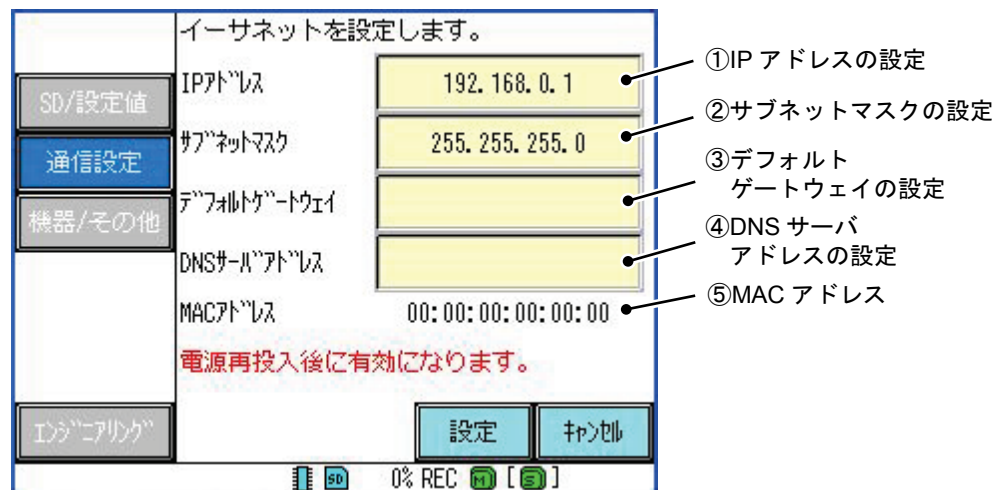 イーサネットを設定します。
SD/設定値
通信設定
機器/その他
エンジニアリング
IPアドレス
192.168.0.1
サブネットマスク
255.255.255.0
デフォルトゲートウェイ
DNSサーバアドレス
MACアドレス
00:00:00:00:00:00
電源再投入後に有効になります。
設定
キャンセル
SD
0% REC M [S]
①IP アドレスの設定
②サブネットマスクの設定
③デフォルト
ゲートウェイの設定
④DNS サーバ
アドレスの設定
⑤MAC アドレス